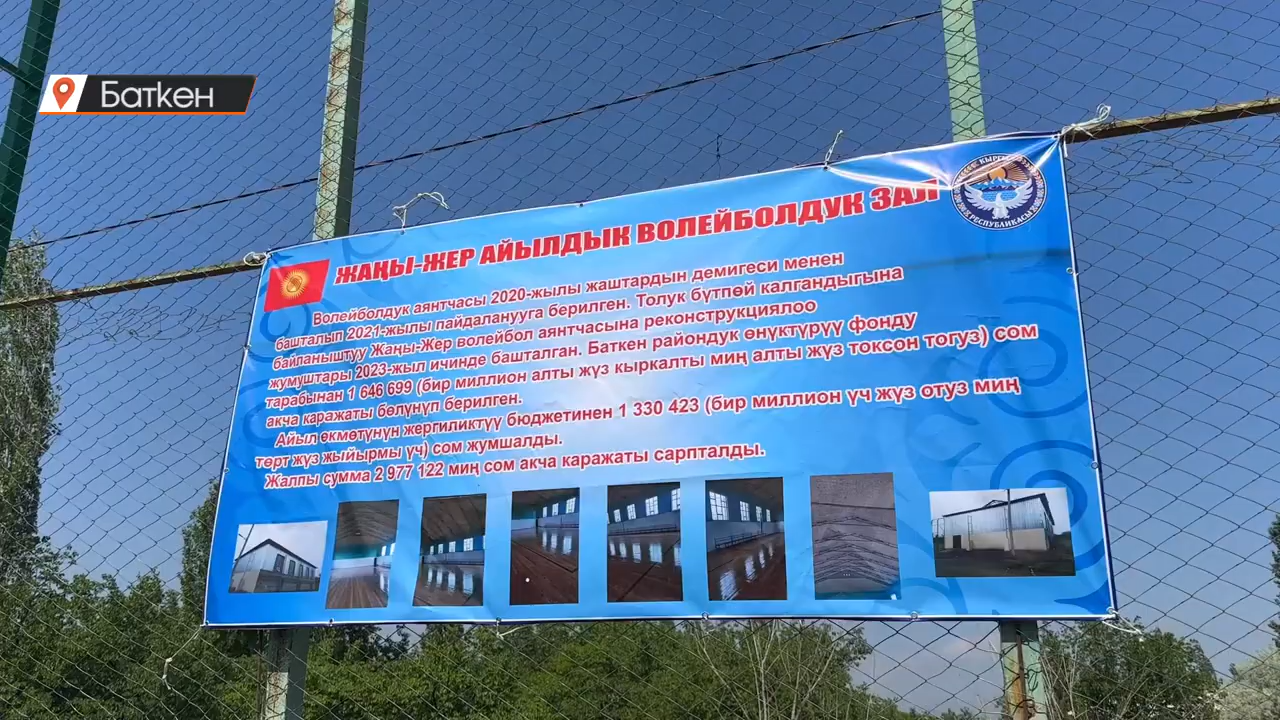 Баткен
ЖАҢЫ-ЖЕР АЙЫЛДЫК ВОЛЕЙБОЛДУК ЗАЛ
Волейболдук аянтчасы 2020-жылы жаштардын демигеси менен
башталып 2021-жылы пайдаланууга берилген. Толук бүтпөй калгандыгына
байланыштуу Жаңы-Жер волейбол аянтчасына реконструкциялоо
жумуштары 2023-жыл ичинде башталган. Баткен райондук өнүктүрүү фонду
тарабынан 1 646 699 (бир миллион алты жүз кыркалты миң алты жүз токсон тогуз) сом
акча каражаты бөлүнүп берилген.
Айыл өкмөтүнүн жергиликтүү бюджетинен 1 330 423 (бир миллион үч жүз отуз миң
төрт жүз жыйырмы үч) сом жумшалды.
Жалпы сумма 2 977 122 миң сом акча каражаты сарпталды.
КЫРГЫЗ
РЕСПУБЛИКАСЫ